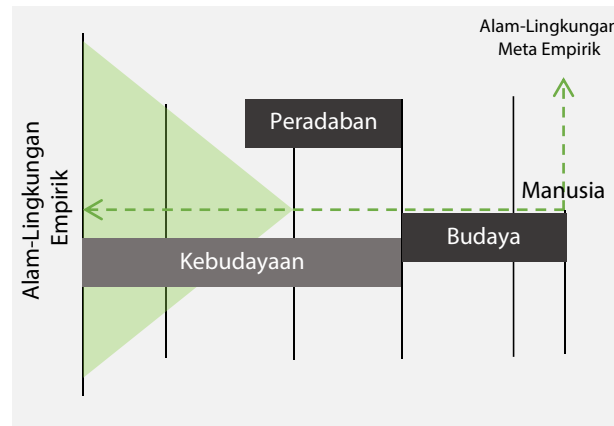 Alam-Lingkungan
Meta Empirik
Peradaban
Alam-Lingkungan
Empirik
Manusia
Budaya
Kebudayaan